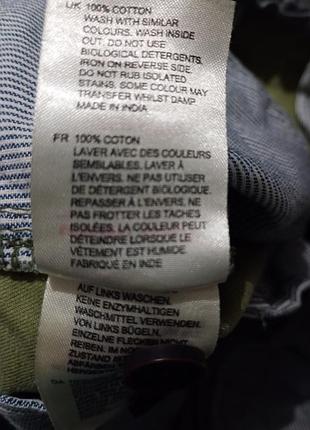 UK 100% COTTON
WASH WITH SIMILAR
COLOURS. WASH INSIDE
OUT. DO NOT USE
BIOLOGICAL DETERGENTS.
IRON ON REVERSE SIDE.
DO NOT RUB ISOLATED
STAINS. SOME COLOUR MAY
TRANSFER WHILST DAMP
MADE IN INDIA
FR 100% COTON
LAVER AVEC DES COULEURS
SEMBLABLES. LAVER À
L'ENVERS. NE PAS UTILISER
DE DÉTERGENT BIOLOGIQUE.
REPASSER À L'ENVERS. NE
PAS FROTTER LES TACHES
ISOLÉES. LA COULEUR PEUT
DÉTEINDRE LORSQUE LE
VÊTEMENT EST HUMIDE.
FABRIQUÉ EN INDE
AUF LINKS WASCHEN.
KEINE ENZYMHALTIGEN
WASCHMITTEL VERWENDEN.
VON LINKS BÜGELN.
EINZELNE FLECKEN NICHT
REIBEN. IM
ZUSTAND